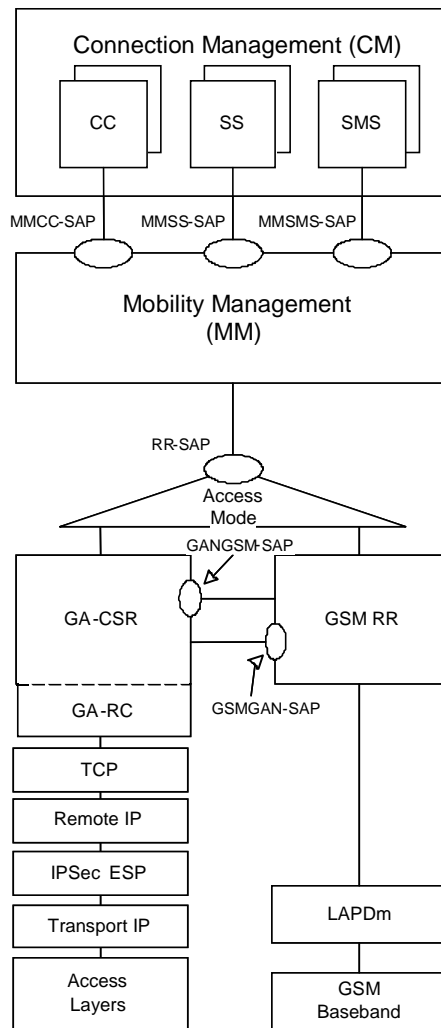 Connection Management (CM)
CC
SS
SMS
MMCC-SAP
MMSS-SAP
MMSMS-SAP
Mobility Management
(MM)
RR-SAP
Access
Mode
GANGSM-SAP
GA-CSR
GSM RR
GA-RC
GSMGAN-SAP
TCP
Remote IP
IPSec ESP
Transport IP
LAPDm
Access
Layers
GSM
Baseband